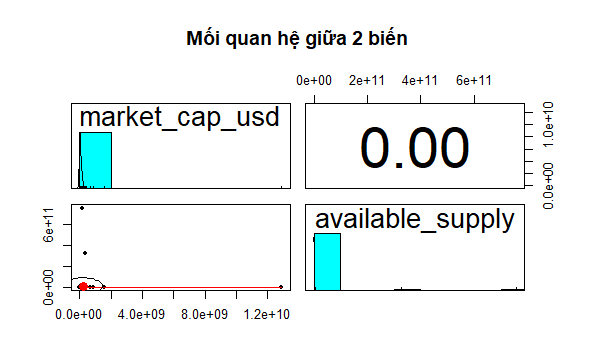 Mối quan hệ giữa 2 biến
0e+00 2e+11 4e+11 6e+11
market_cap_usd
0.00
0.0e+00 1.0e+10
0e+00 6e+11
available_supply
0.0e+00 4.0e+09 8.0e+09 1.2e+10